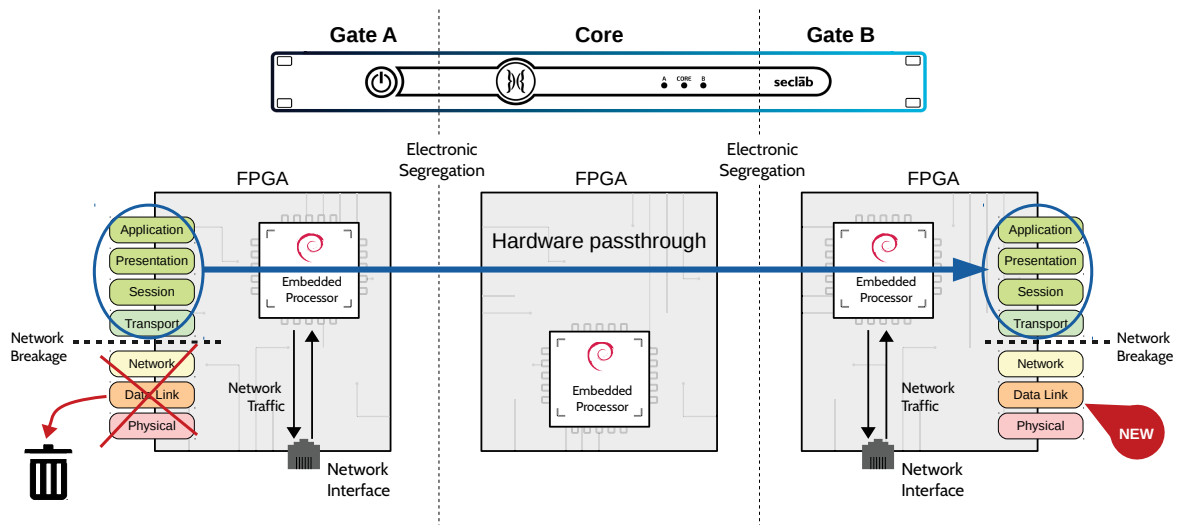 Gate A
Core
Gate B
A
CORE
B
seclab
Electronic
Segregation
Electronic
Segregation
FPGA
FPGA
FPGA
Application
Presentation
Session
Transport
Network
Data Link
Physical
Network
Breakage
Embedded
Processor
Network
Traffic
Network
Interface
Hardware passthrough
Embedded
Processor
Embedded
Processor
Network
Traffic
Network
Interface
Application
Presentation
Session
Transport
Network
Data Link
Physical
Network
Breakage
NEW